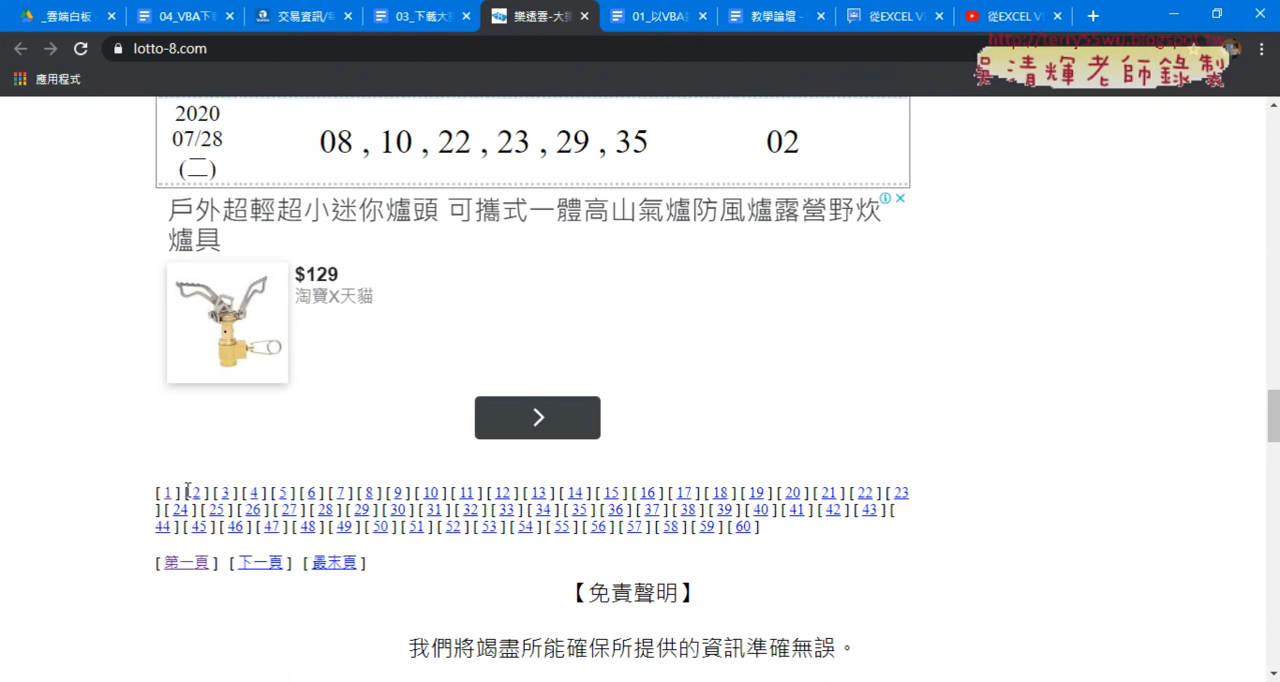 _雲端白板
04_VBA下
交易資訊/
03_下載大
樂透雲-大
01_以VBA
教學論壇 -
從EXCEL V
從EXCEL V
lotto-8.com
http://terry55wu.blogspot.tw
吳清輝老師錄製
應用程式
2020
07/28
(二)
08 , 10 , 22 , 23 , 29 , 35
02
戶外超輕超小迷你爐頭 可攜式一體高山氣爐防風爐露營野炊
爐具
$129
淘寶X天貓
[ 1 ][ 2 ][ 3 ][ 4 ][ 5 ][ 6 ][ 7 ][ 8 ][ 9 ][ 10 ][ 11 ][ 12 ][ 13 ][ 14 ][ 15 ][ 16 ][ 17 ][ 18 ][ 19 ][ 20 ][ 21 ][ 22 ][ 23
][ 24 ][ 25 ][ 26 ][ 27 ][ 28 ][ 29 ][ 30 ][ 31 ][ 32 ][ 33 ][ 34 ][ 35 ][ 36 ][ 37 ][ 38 ][ 39 ][ 40 ][ 41 ][ 42 ][ 43 ][
44 ][ 45 ][ 46 ][ 47 ][ 48 ][ 49 ][ 50 ][ 51 ][ 52 ][ 53 ][ 54 ][ 55 ][ 56 ][ 57 ][ 58 ][ 59 ][ 60 ]
[ 第一頁 ] [ 下一頁 ] [ 最末頁 ]
【免責聲明】
我們將竭盡所能確保所提供的資訊準確無誤。